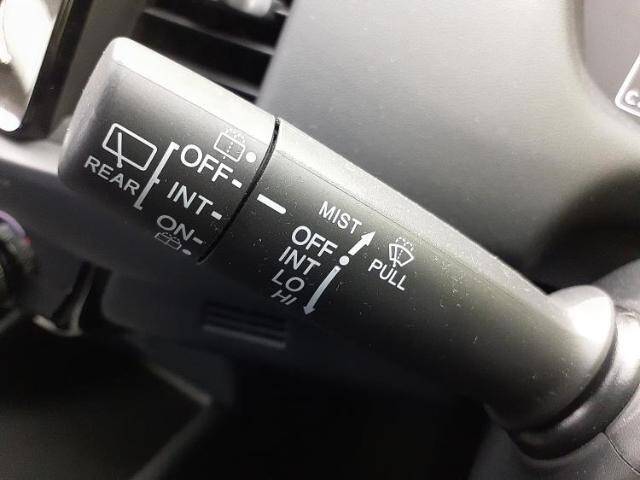 REAR
OFF
INT
ON
MIST
OFF
INT
LO
HI
PULL